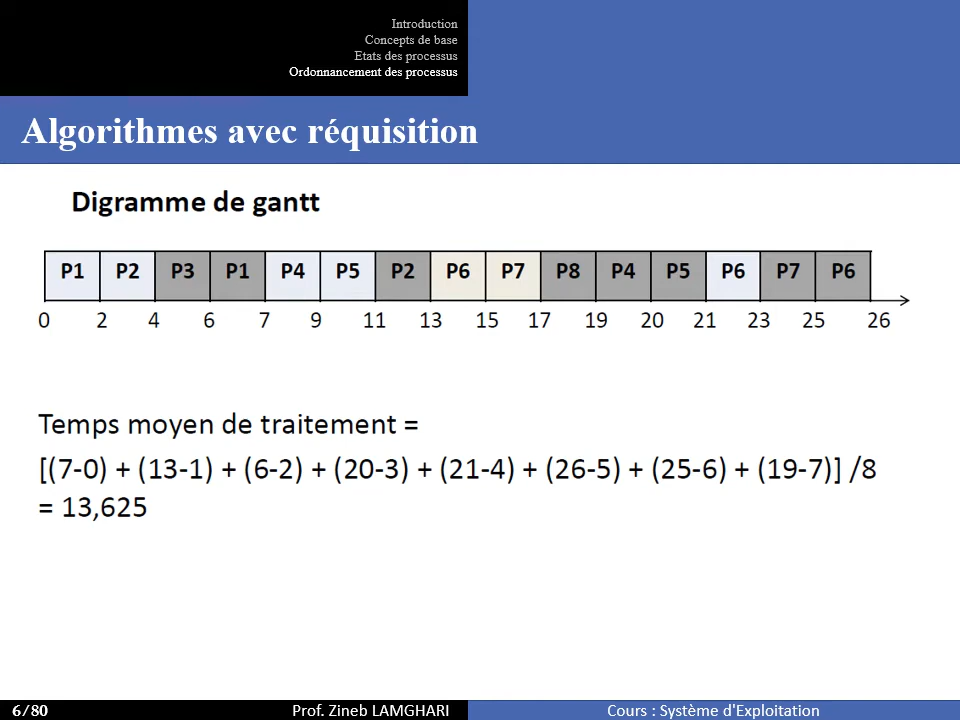 Introduction
Concepts de base
Etats des processus
Ordonnancement des processus
Algorithmes avec réquisition
Digramme de gantt
P1 P2 P3 P1 P4 P5 P2 P6 P7 P8 P4 P5 P6 P7 P6
0 2 4 6 7 9 11 13 15 17 19 20 21 23 25 26
Temps moyen de traitement =
[(7-0) + (13-1) + (6-2) + (20-3) + (21-4) + (26-5) + (25-6) + (19-7)] /8
= 13,625
6/80 Prof. Zineb LAMGHARI Cours : Système d'Exploitation